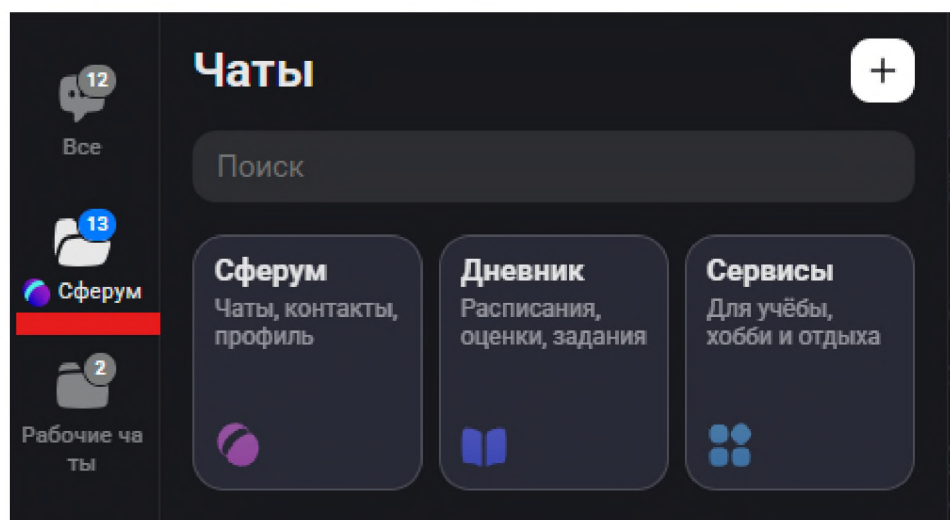 12
Все
13
Сферум
2
Рабочие ча
ты
Чаты
+
Поиск
Сферум
Чаты, контакты,
профиль
Дневник
Расписания,
оценки, задания
Сервисы
Для учёбы,
хобби и отдыха